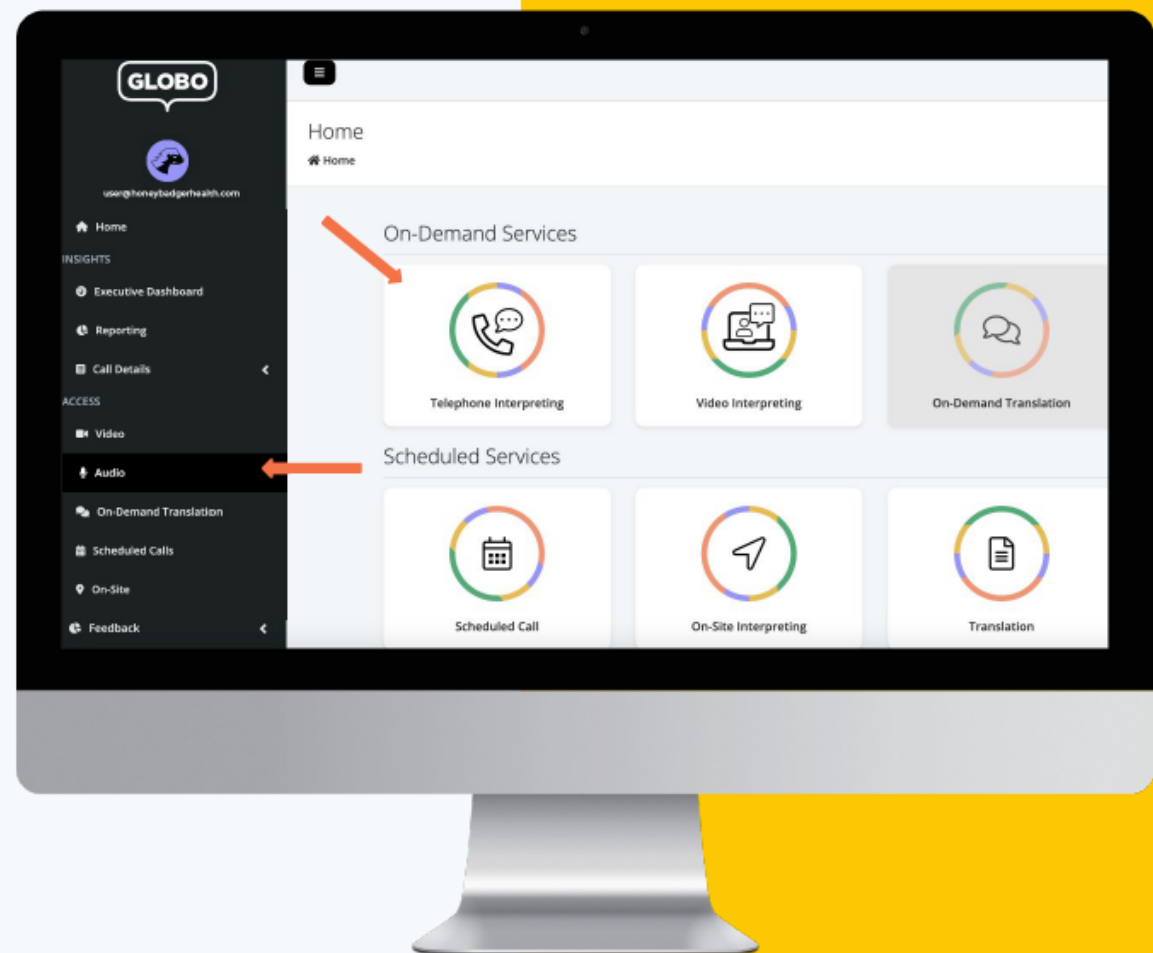 GLOBO
user@honeybadgerhealth.com
Home
INSIGHTS
Executive Dashboard
Reporting
Call Details
ACCESS
Video
Audio
On-Demand Translation
Scheduled Calls
On-Site
Feedback
Home
Home
On-Demand Services
Telephone Interpreting
Video Interpreting
On-Demand Translation
Scheduled Services
Scheduled Call
On-Site Interpreting
Translation